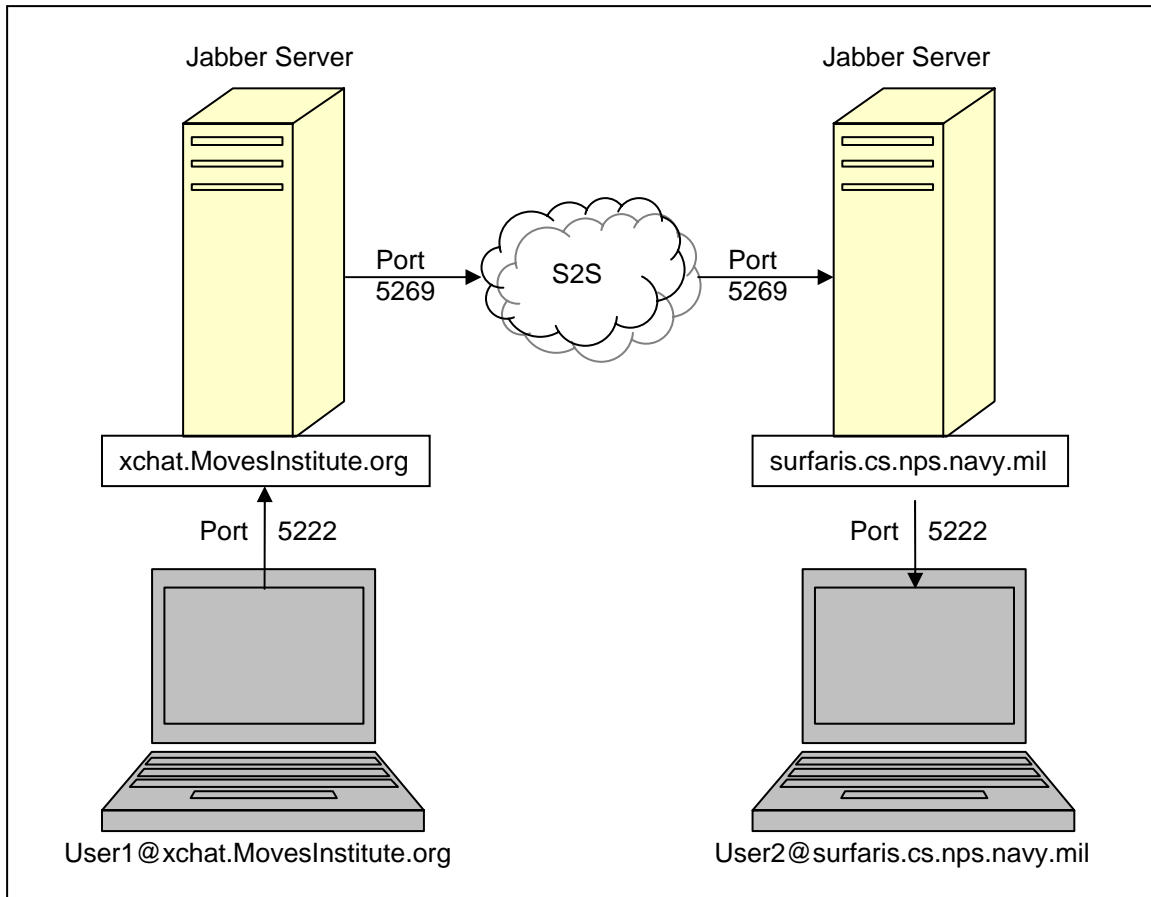 Jabber Server
Jabber Server
Port
5269
S2S
Port
5269
xchat.MovesInstitute.org
surfaris.cs.nps.navy.mil
Port 5222
Port 5222
User1@xchat.MovesInstitute.org
User2@surfaris.cs.nps.navy.mil